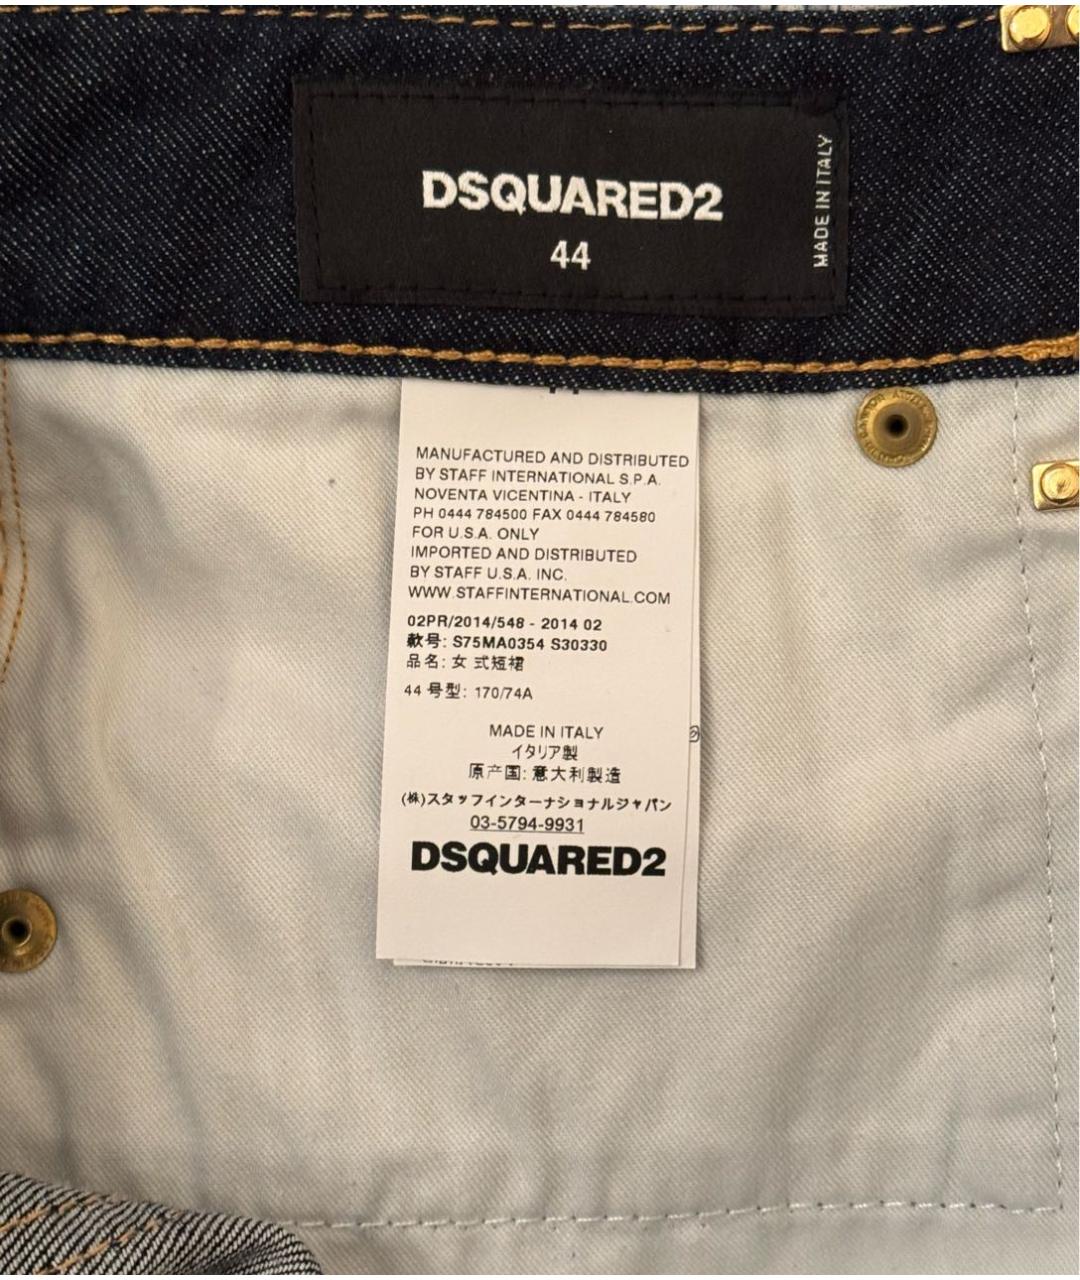 DSQUARED2
44
MADE IN ITALY
MANUFACTURED AND DISTRIBUTED
BY STAFF INTERNATIONAL S.P.A.
NOVENTA VICENTINA - ITALY
PH 0444 784500 FAX 0444 784580
FOR U.S.A. ONLY
IMPORTED AND DISTRIBUTED
BY STAFF U.S.A. INC.
WWW.STAFFINTERNATIONAL.COM
02PR/2014/548 - 2014 02
款号: S75MA0354 S30330
品名: 女 式短裙
44 号型: 170/74A
MADE IN ITALY
イタリア製
原产国: 意大利製造
(株)スタッフインターナショナルジャパン
03-5794-9931
DSQUARED2